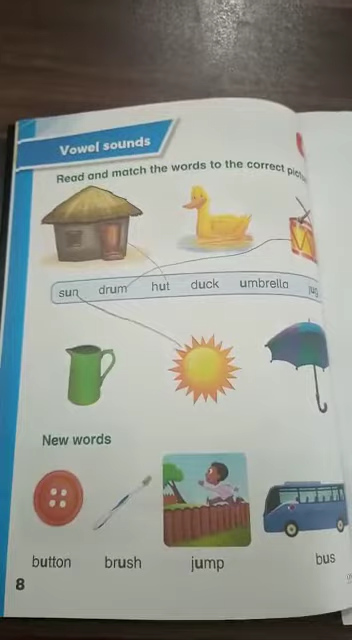 Vowel sounds
Read and match the words to the correct
sun drum hut duck umbrella jug
New words
button brush jump bus
8